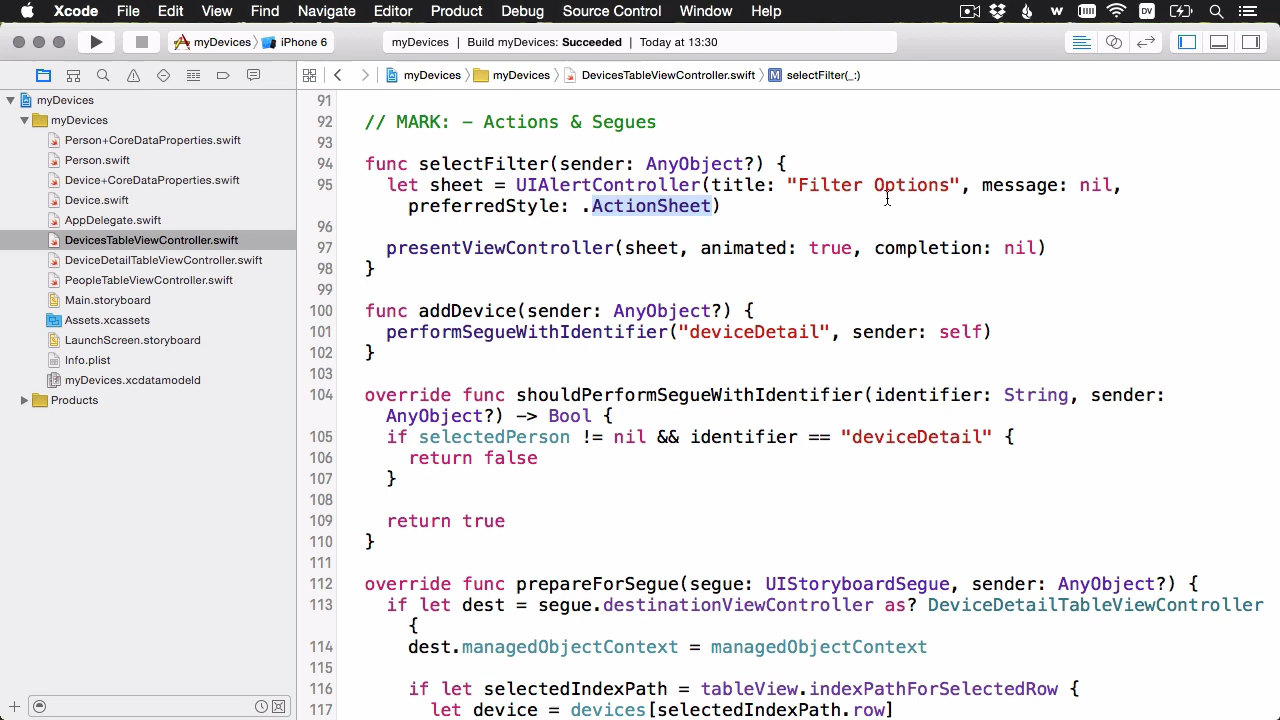 Xcode File Edit View Find Navigate Editor Product Debug Source Control Window Help
W DV
myDevices iPhone 6 myDevices | Build myDevices: Succeeded | Today at 13:30
myDevices myDevices DevicesTableViewController.swift M selectFilter(_:)
myDevices
myDevices
Person+CoreDataProperties.swift
Person.swift
Device+CoreDataProperties.swift
Device.swift
AppDelegate.swift
DevicesTableViewController.swift
DeviceDetailTableViewController.swift
PeopleTableViewController.swift
Main.storyboard
Assets.xcassets
LaunchScreen.storyboard
Info.plist
myDevices.xcdatamodeld
Products
91
92 // MARK: - Actions & Segues
93
94 func selectFilter(sender: AnyObject?) {
95 let sheet = UIAlertController(title: "Filter Options", message: nil,
preferredStyle: .ActionSheet)
96
97 presentViewController(sheet, animated: true, completion: nil)
98 }
99
100 func addDevice(sender: AnyObject?) {
101 performSegueWithIdentifier("deviceDetail", sender: self)
102 }
103
104 override func shouldPerformSegueWithIdentifier(identifier: String, sender:
AnyObject?) -> Bool {
105 if selectedPerson != nil && identifier == "deviceDetail" {
106 return false
107 }
108
109 return true
110 }
111
112 override func prepareForSegue(segue: UIStoryboardSegue, sender: AnyObject?) {
113 if let dest = segue.destinationViewController as? DeviceDetailTableViewController
{
114 dest.managedObjectContext = managedObjectContext
115
116 if let selectedIndexPath = tableView.indexPathForSelectedRow {
117 let device = devices[selectedIndexPath.row]